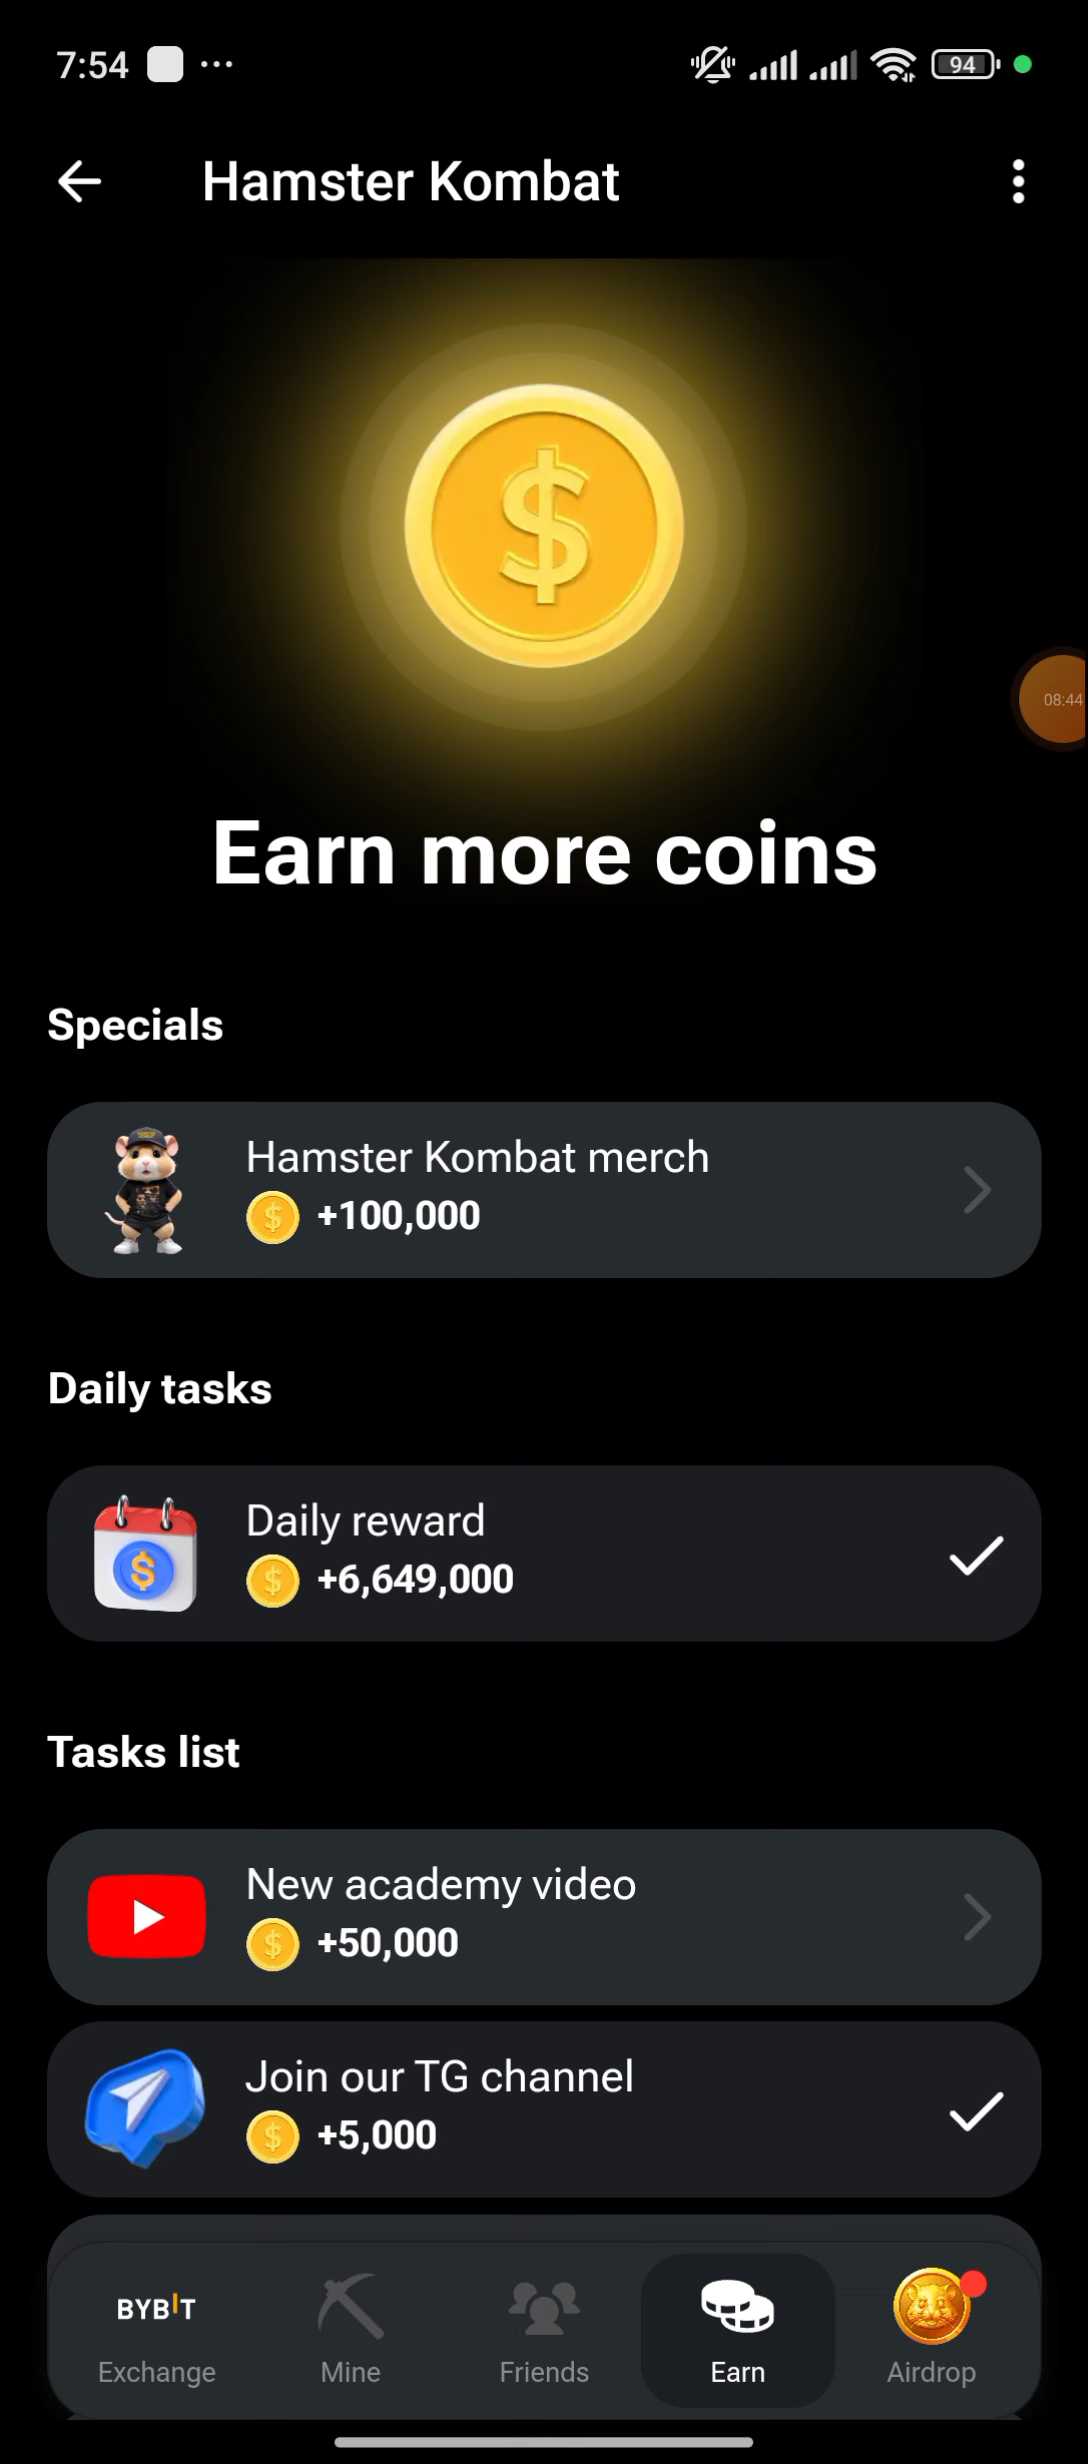 7:54
94
Hamster Kombat
08:44
Earn more coins
Specials
Hamster Kombat merch
+100,000
Daily tasks
Daily reward
+6,649,000
Tasks list
New academy video
+50,000
Join our TG channel
+5,000
BYBIT
Exchange
Mine
Friends
Earn
Airdrop